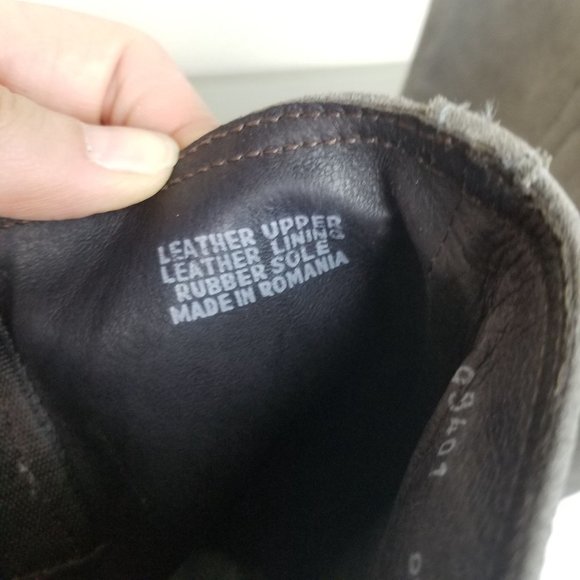 LEATHER UPPER
LEATHER LINING
RUBBER SOLE
MADE IN ROMANIA